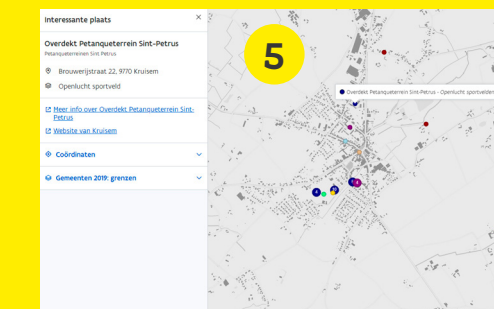 Interessante plaats
×
Overdekt Petanqueterrein Sint-Petrus
Petanqueterreinen Sint Petrus
Brouwerijstraat 22, 9770 Kruisem
Openlucht sportveld
Meer info over Overdekt Petanqueterrein Sint-
Petrus
Website van Kruisem
Coördinaten
Gemeenten 2019: grenzen
5
Overdekt Petanqueterrein Sint-Petrus - Openlucht sportvelden